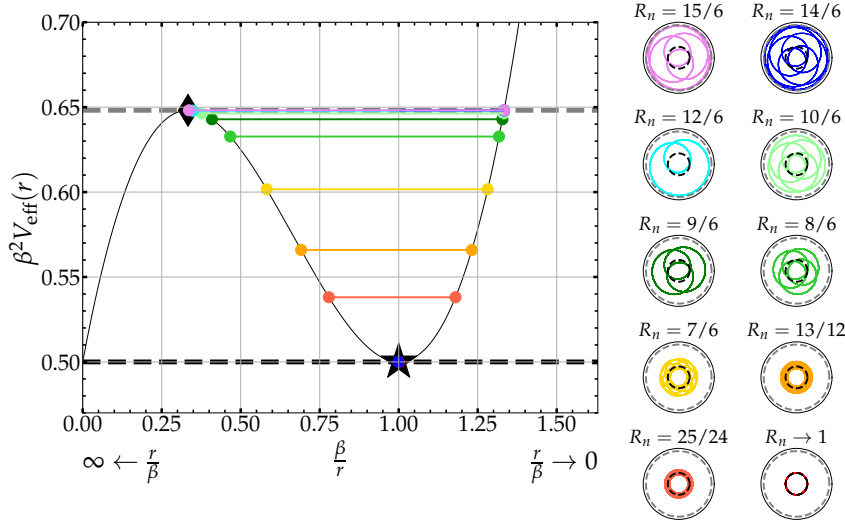 R_n = 15/6
R_n = 14/6
R_n = 12/6
R_n = 10/6
R_n = 9/6
R_n = 8/6
R_n = 7/6
R_n = 13/12
R_n = 25/24
R_n → 1
0.70
0.65
0.60
0.55
0.50
β²V_eff(r)
0.00
0.25
0.50
0.75
1.00
1.25
1.50
∞ ← r/β
β/r
r/β → 0